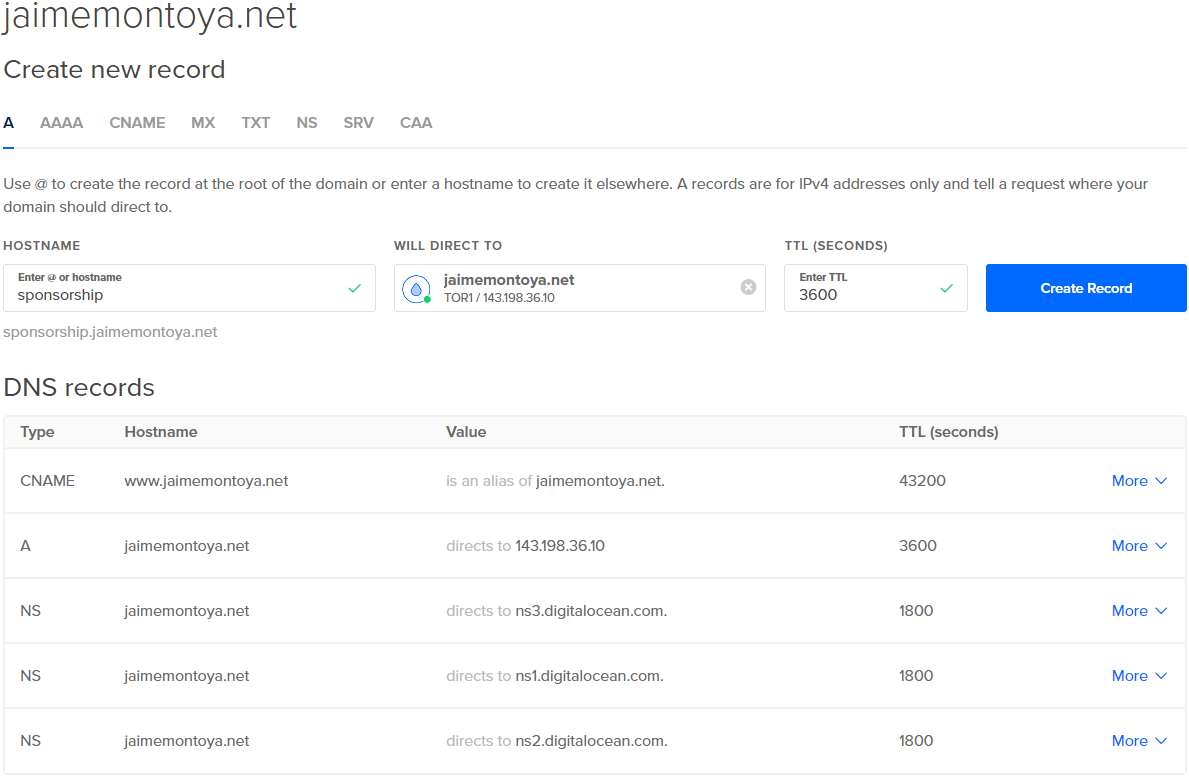 jaimemontoya.net
Create new record
A AAAA CNAME MX TXT NS SRV CAA
Use @ to create the record at the root of the domain or enter a hostname to create it elsewhere. A records are for IPv4 addresses only and tell a request where your
domain should direct to.
HOSTNAME WILL DIRECT TO TTL (SECONDS)
Enter @ or hostname
sponsorship
jaimemontoya.net
TOR1 / 143.198.36.10
Enter TTL
3600
Create Record
sponsorship.jaimemontoya.net
DNS records
Type Hostname Value TTL (seconds)
CNAME www.jaimemontoya.net is an alias of jaimemontoya.net. 43200 More
A jaimemontoya.net directs to 143.198.36.10 3600 More
NS jaimemontoya.net directs to ns3.digitalocean.com. 1800 More
NS jaimemontoya.net directs to ns1.digitalocean.com. 1800 More
NS jaimemontoya.net directs to ns2.digitalocean.com. 1800 More